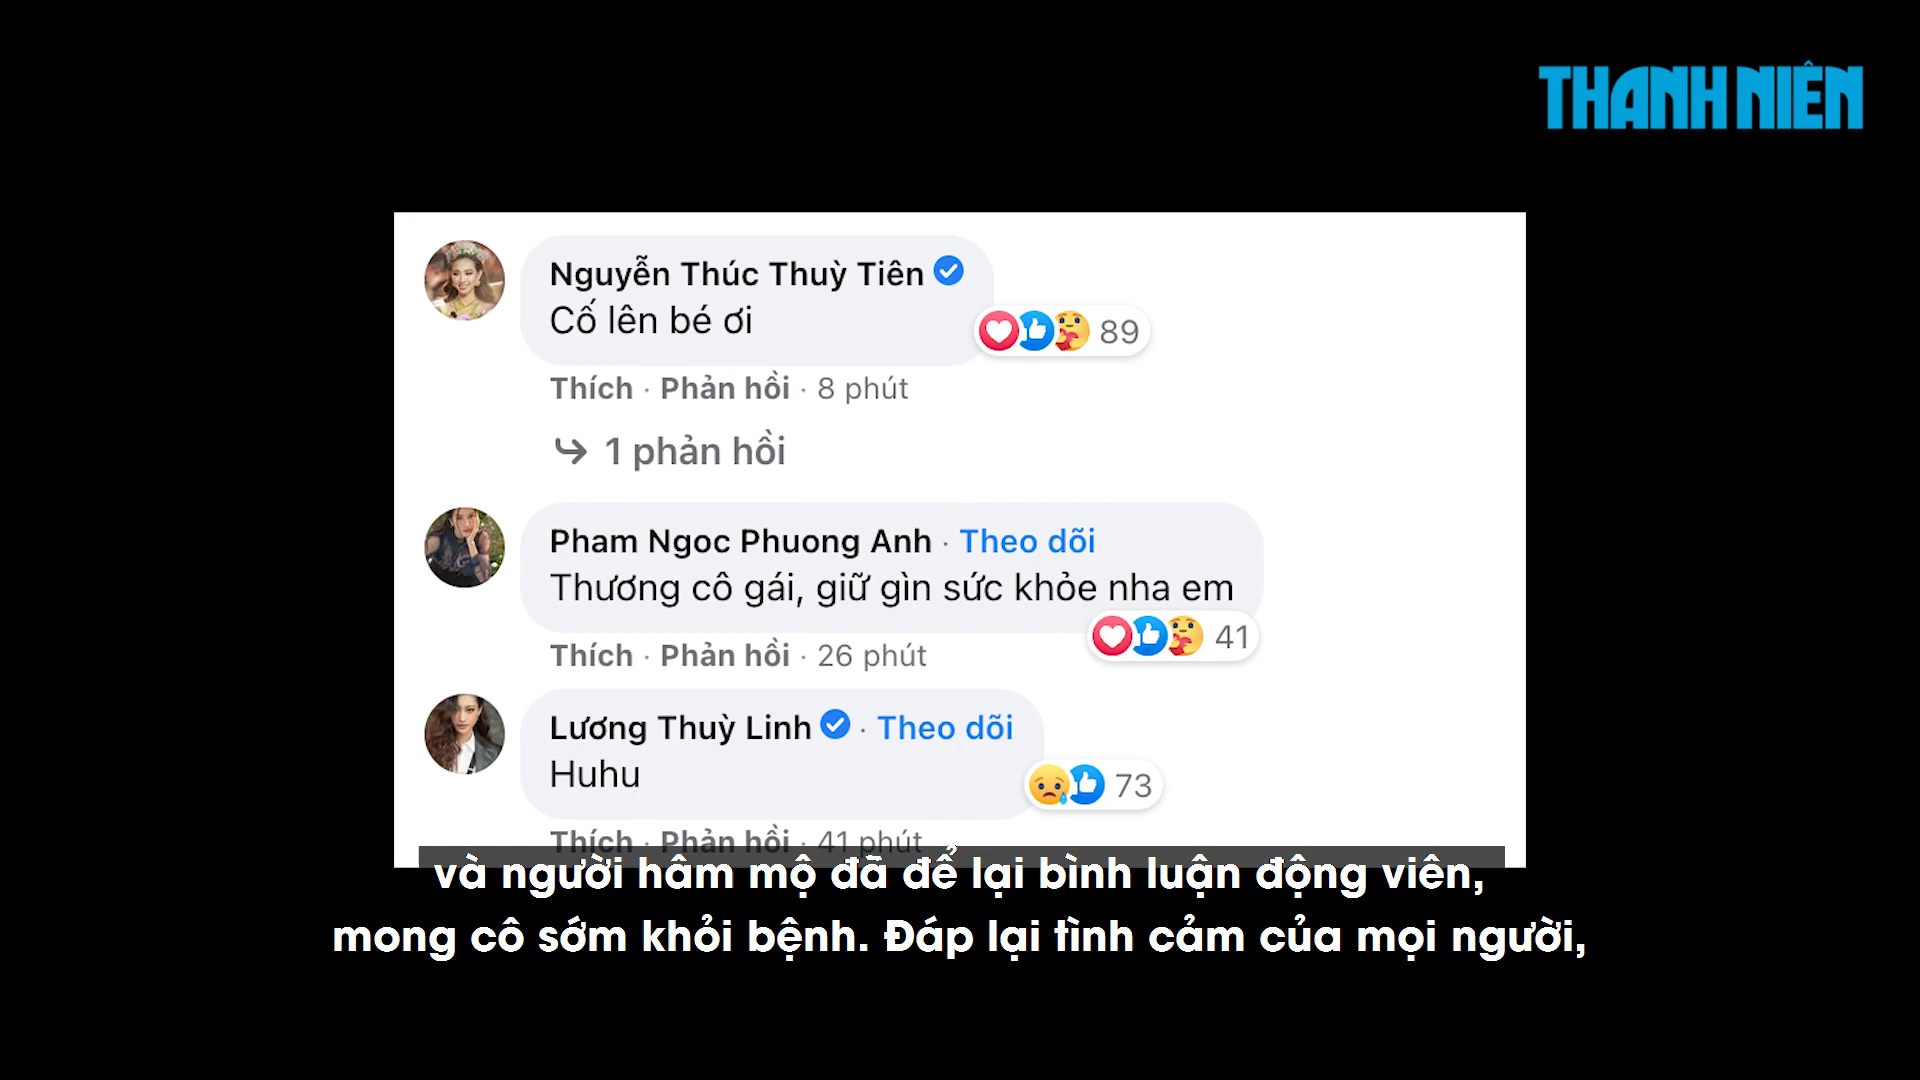 THANH NIÊN
Nguyễn Thúc Thuỳ Tiên
Cố lên bé ơi
89
Thích · Phản hồi · 8 phút
1 phản hồi
Pham Ngoc Phuong Anh · Theo dõi
Thương cô gái, giữ gìn sức khỏe nha em
41
Thích · Phản hồi · 26 phút
Lương Thuỳ Linh · Theo dõi
Huhu
73
Thích · Phản hồi · 41 phút
và người hâm mộ đã để lại bình luận động viên,
mong cô sớm khỏi bệnh. Đáp lại tình cảm của mọi người,